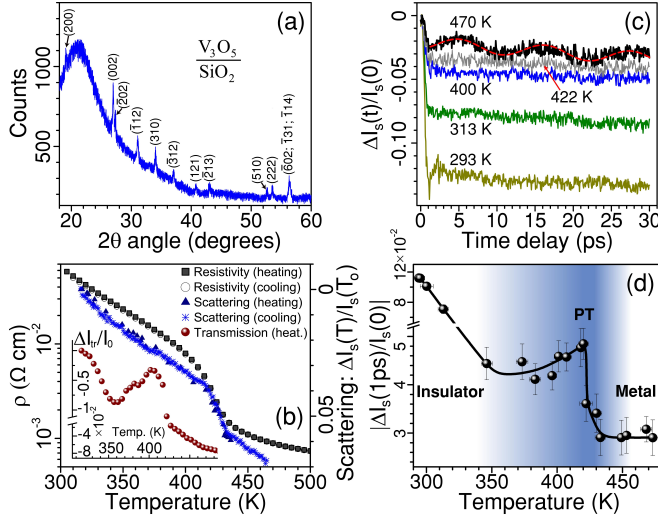 (a)
V₃O₅
SiO₂
Counts
1000
500
(200)
(002)
(202)
(1̄12)
(310)
(3̄12)
(121)
(2̄13)
(510)
(222)
(6̄02; 1̄31; 1̄14)
20 30 40 50 60
2θ angle (degrees)
(c)
ΔIₛ(t)/Iₛ(0)
0
-0.05
-0.10
470 K
422 K
400 K
313 K
293 K
0 5 10 15 20 25 30
Time delay (ps)
(b)
ρ (Ω cm)
10⁻²
10⁻³
Resistivity (heating)
Resistivity (cooling)
Scattering (heating)
Scattering (cooling)
Transmission (heat.)
Scattering: ΔIₛ(T)/Iₛ(Tₒ)
0
0.05
ΔIₜᵣ/I₀
-0.5
-1
-4
-8
×10⁻²
Temp. (K)
350 400
300 350 400 450 500
Temperature (K)
(d)
|ΔIₛ(1ps)/Iₛ(0)|
12×10⁻²
8
5
4
3
PT
Insulator
Metal
300 350 400 450
Temperature (K)